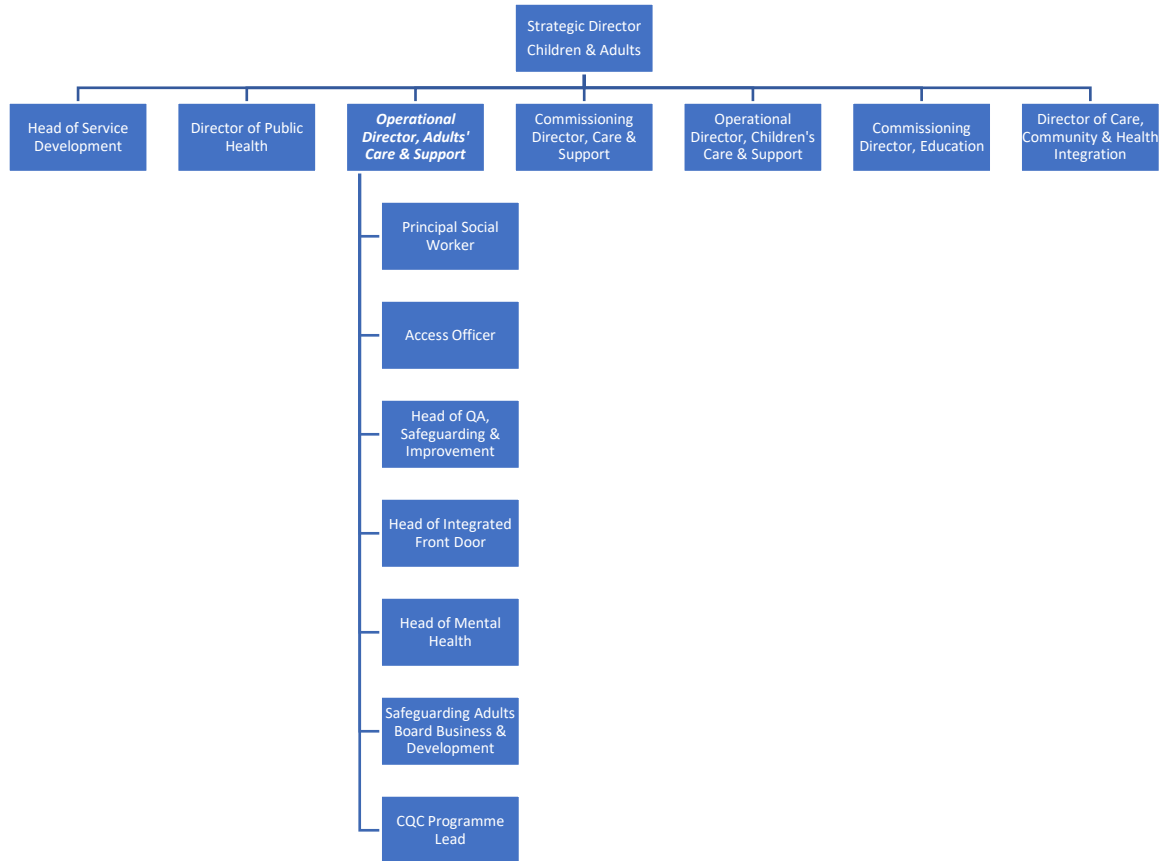 Strategic Director
Children & Adults
Head of Service
Development
Director of Public
Health
Operational
Director, Adults'
Care & Support
Commissioning
Director, Care &
Support
Operational
Director, Children's
Care & Support
Commissioning
Director, Education
Director of Care,
Community & Health
Integration
Principal Social
Worker
Access Officer
Head of QA,
Safeguarding &
Improvement
Head of Integrated
Front Door
Head of Mental
Health
Safeguarding Adults
Board Business &
Development
CQC Programme
Lead